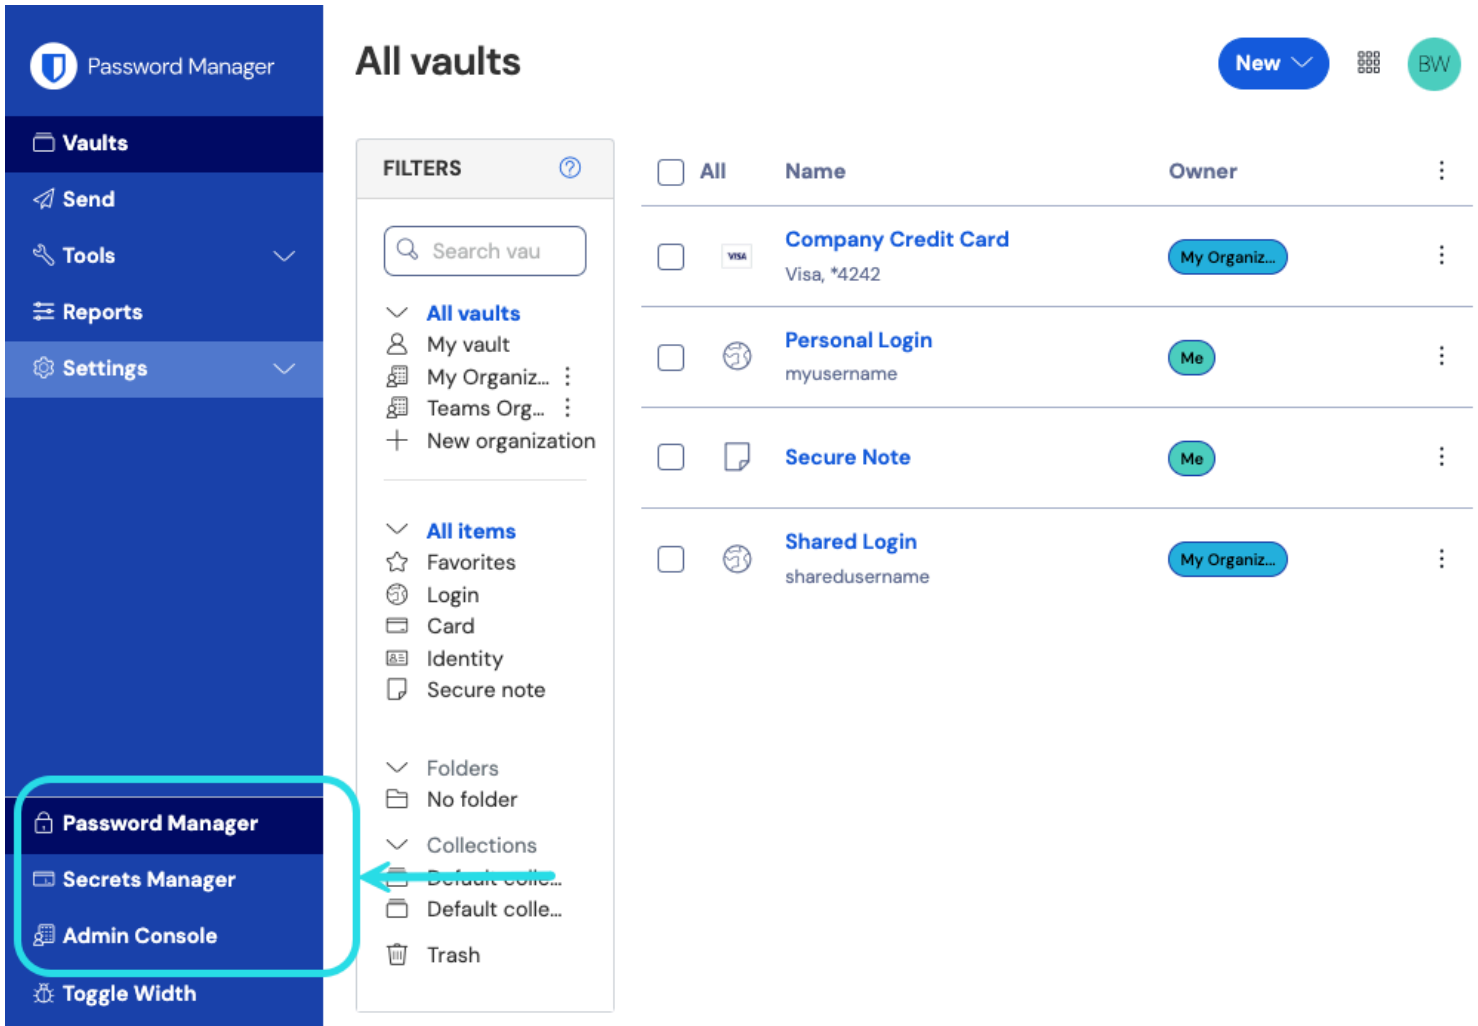 Password Manager
Vaults
Send
Tools
Reports
Settings
Password Manager
Secrets Manager
Admin Console
Toggle Width
All vaults
New
BW
FILTERS
Search vau
All vaults
My vault
My Organiz...
Teams Org...
New organization
All items
Favorites
Login
Card
Identity
Secure note
Folders
No folder
Collections
Default colle...
Default colle...
Trash
All Name Owner
VISA Company Credit Card My Organiz...
Visa, *4242
Personal Login Me
myusername
Secure Note Me
Shared Login My Organiz...
sharedusername